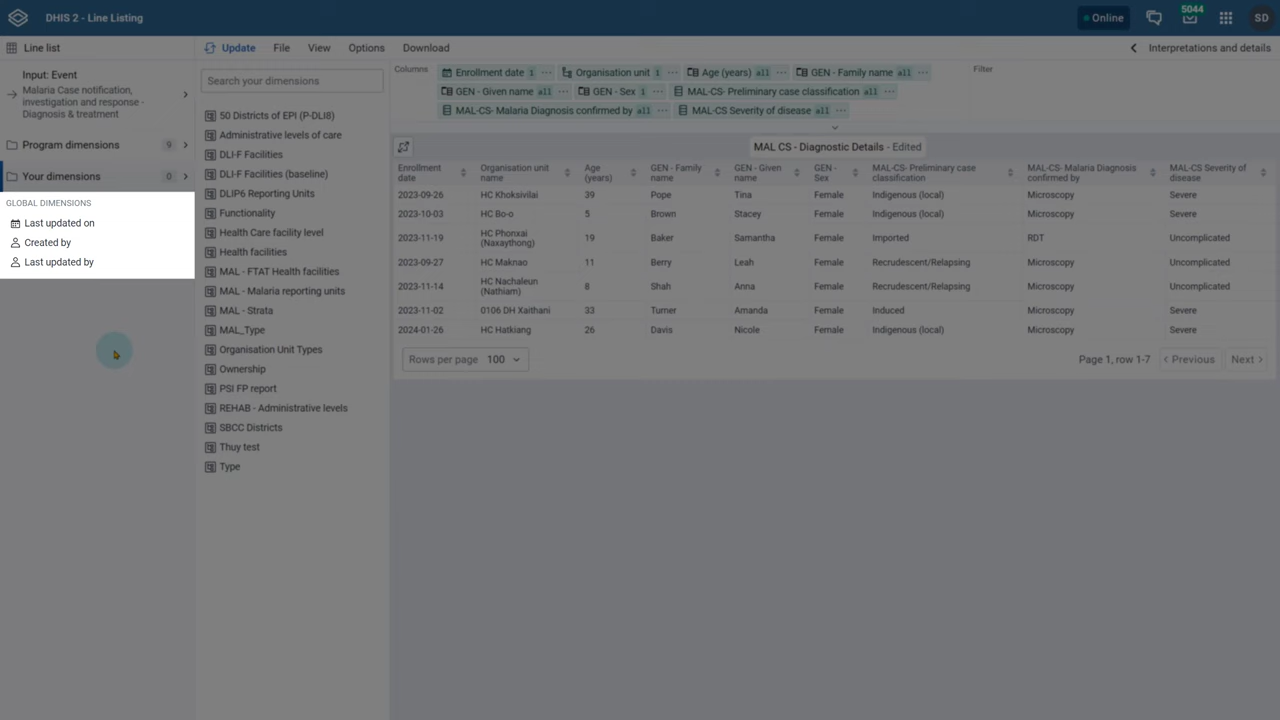 DHIS 2 - Line Listing
Online
5044
SD
Line list
Update
File
View
Options
Download
Interpretations and details
Input: Event
Malaria Case notification,
investigation and response -
Diagnosis & treatment
Program dimensions
9
Your dimensions
0
GLOBAL DIMENSIONS
Last updated on
Created by
Last updated by
Search your dimensions
50 Districts of EPI (P-DLI8)
Administrative levels of care
DLI-F Facilities
DLI-F Facilities (baseline)
DLIP6 Reporting Units
Functionality
Health Care facility level
Health facilities
MAL - FTAT Health facilities
MAL - Malaria reporting units
MAL - Strata
MAL_Type
Organisation Unit Types
Ownership
PSI FP report
REHAB - Administrative levels
SBCC Districts
Thuy test
Type
Columns
Enrollment date 1 ···
Organisation unit 1 ···
Age (years) all ···
GEN - Family name all ···
GEN - Given name all ···
GEN - Sex 1 ···
MAL-CS- Preliminary case classification all ···
MAL-CS- Malaria Diagnosis confirmed by all ···
MAL-CS Severity of disease all ···
Filter
MAL CS - Diagnostic Details - Edited
Enrollment date Organisation unit name Age (years) GEN - Family name GEN - Given name GEN - Sex MAL-CS- Preliminary case classification MAL-CS- Malaria Diagnosis confirmed by MAL-CS Severity of disease
2023-09-26 HC Khoksivilai 39 Pope Tina Female Indigenous (local) Microscopy Severe
2023-10-03 HC Bo-o 5 Brown Stacey Female Indigenous (local) Microscopy Severe
2023-11-19 HC Phonxai (Naxaythong) 19 Baker Samantha Female Imported RDT Uncomplicated
2023-09-27 HC Maknao 11 Berry Leah Female Recrudescent/Relapsing Microscopy Uncomplicated
2023-11-14 HC Nachaleun (Nathiam) 8 Shah Anna Female Recrudescent/Relapsing Microscopy Uncomplicated
2023-11-02 0106 DH Xaithani 33 Turner Amanda Female Induced Microscopy Severe
2024-01-26 HC Hatkiang 26 Davis Nicole Female Indigenous (local) Microscopy Severe
Rows per page 100
Page 1, row 1-7
Previous
Next